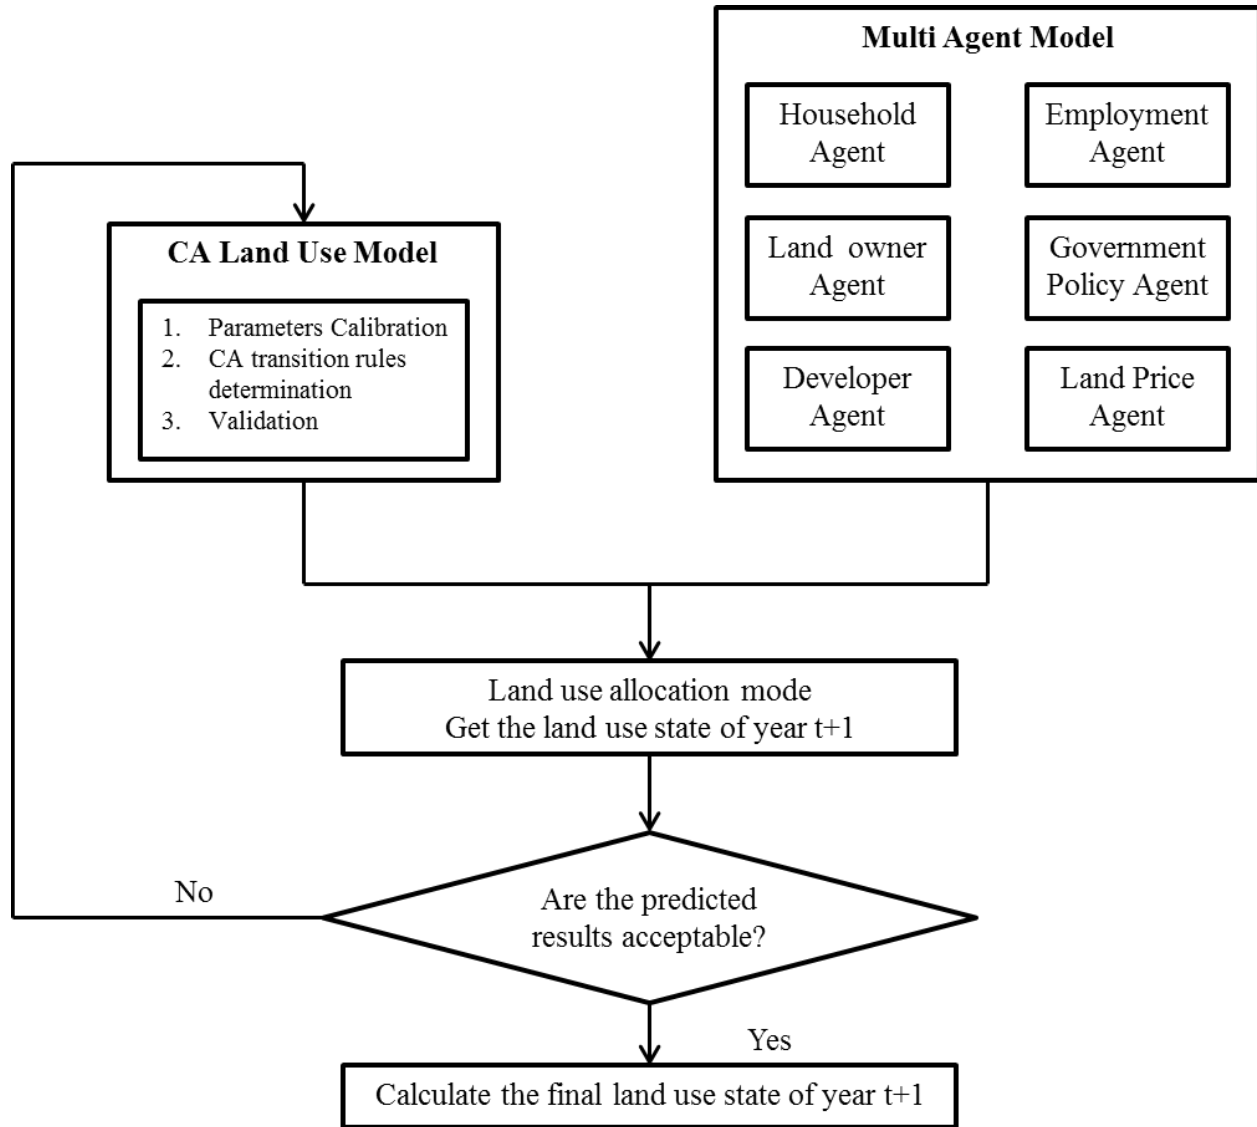 Multi Agent Model
Household
Agent
Employment
Agent
Land owner
Agent
Government
Policy Agent
Developer
Agent
Land Price
Agent
CA Land Use Model
1. Parameters Calibration
2. CA transition rules
determination
3. Validation
Land use allocation mode
Get the land use state of year t+1
Are the predicted
results acceptable?
No
Yes
Calculate the final land use state of year t+1